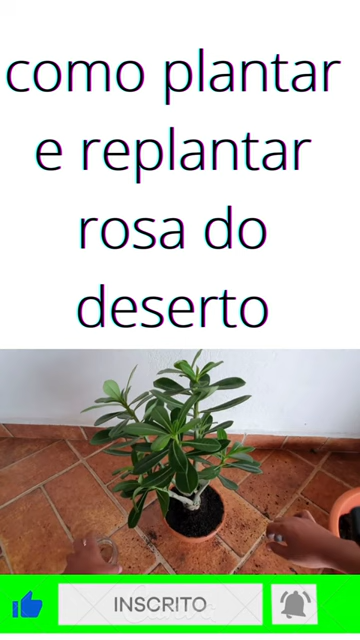 como plantar
e replantar
rosa do
deserto
INSCRITO